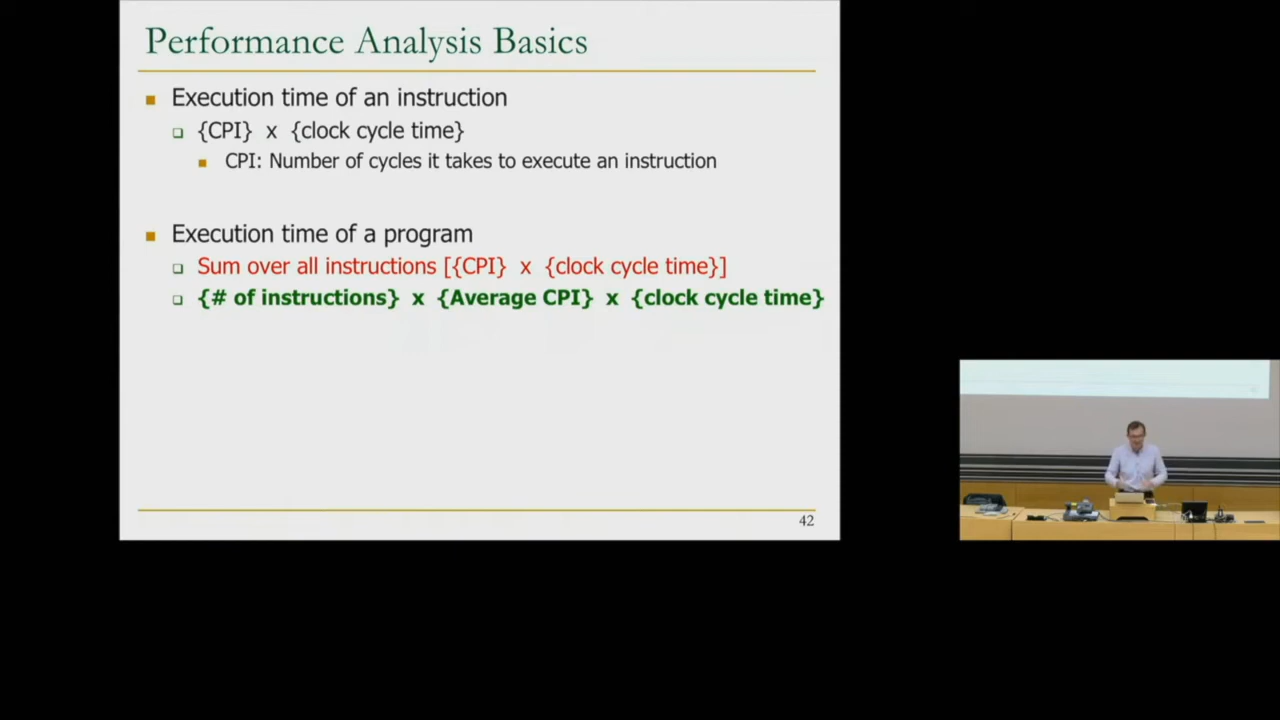 Performance Analysis Basics
Execution time of an instruction
{CPI} x {clock cycle time}
CPI: Number of cycles it takes to execute an instruction
Execution time of a program
Sum over all instructions [{CPI} x {clock cycle time}]
{# of instructions} x {Average CPI} x {clock cycle time}
42